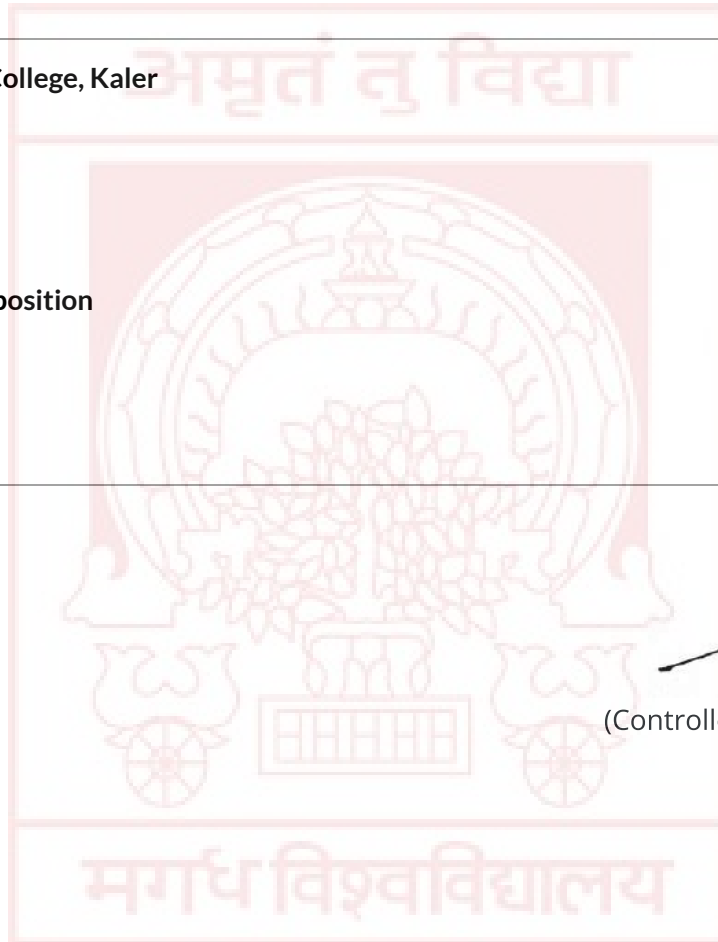 अमृतं तु विद्या
College, Kaler
position
(Controll
मगध विश्वविद्यालय